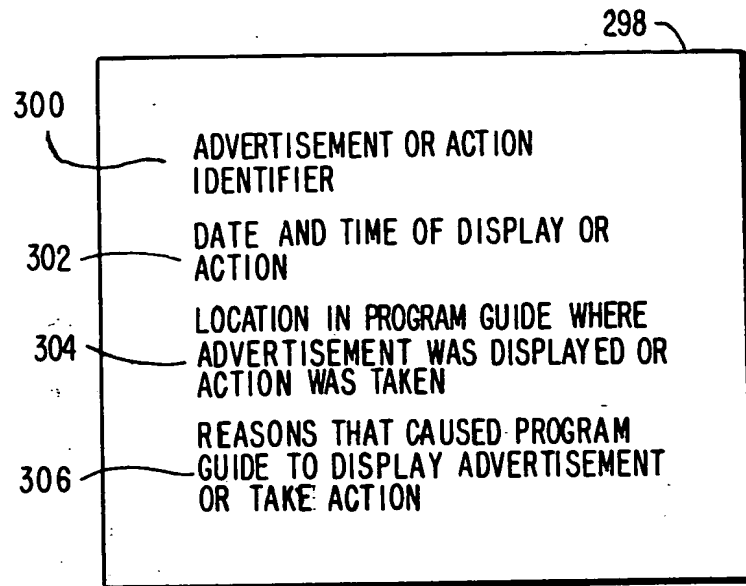 298
300
ADVERTISEMENT OR ACTION
IDENTIFIER
302
DATE AND TIME OF DISPLAY OR
ACTION
304
LOCATION IN PROGRAM GUIDE WHERE
ADVERTISEMENT WAS DISPLAYED OR
ACTION WAS TAKEN
306
REASONS THAT CAUSED PROGRAM
GUIDE TO DISPLAY ADVERTISEMENT
OR TAKE ACTION